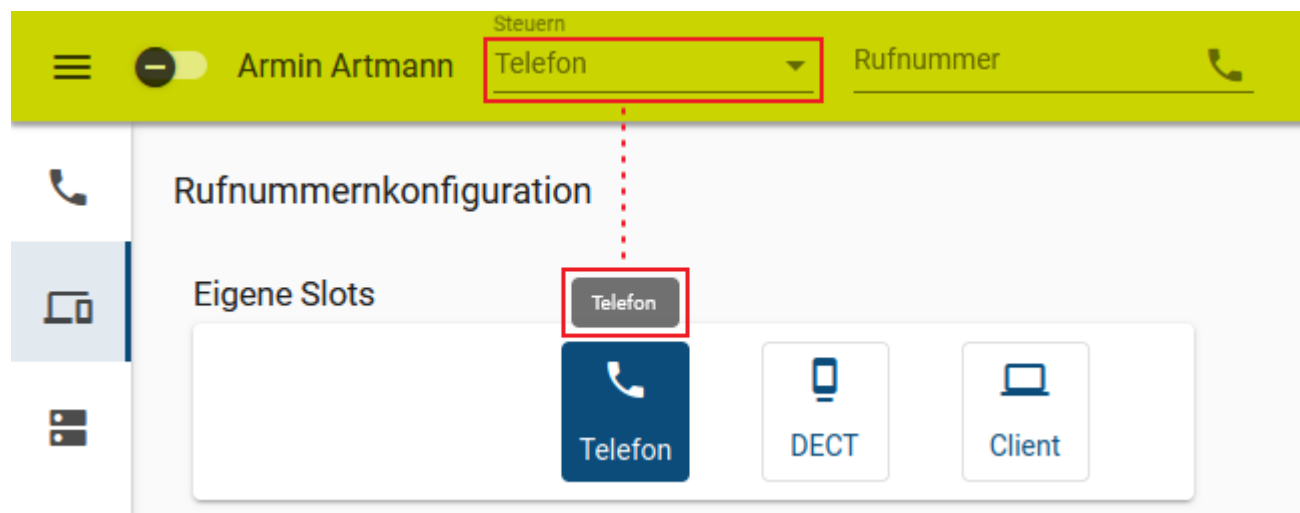 Steuern
Armin Artmann
Telefon
Rufnummer
Rufnummernkonfiguration
Eigene Slots
Telefon
Telefon
DECT
Client